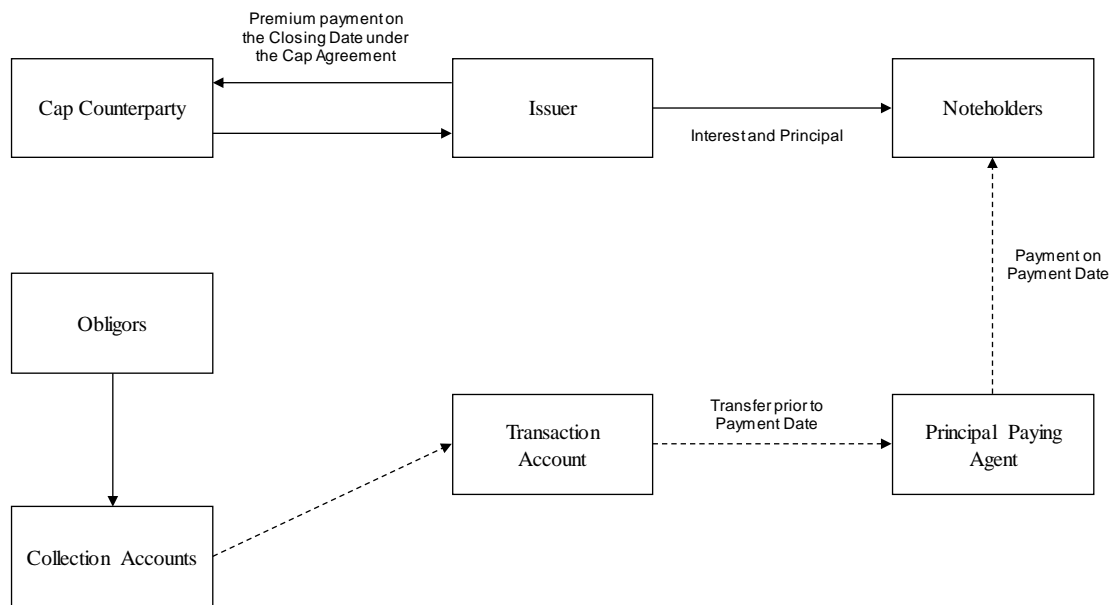 Premium payment on
the Closing Date under
the Cap Agreement
Cap Counterparty
Issuer
Noteholders
Interest and Principal
Payment on
Payment Date
Obligors
Transfer prior to
Payment Date
Transaction
Account
Principal Paying
Agent
Collection Accounts